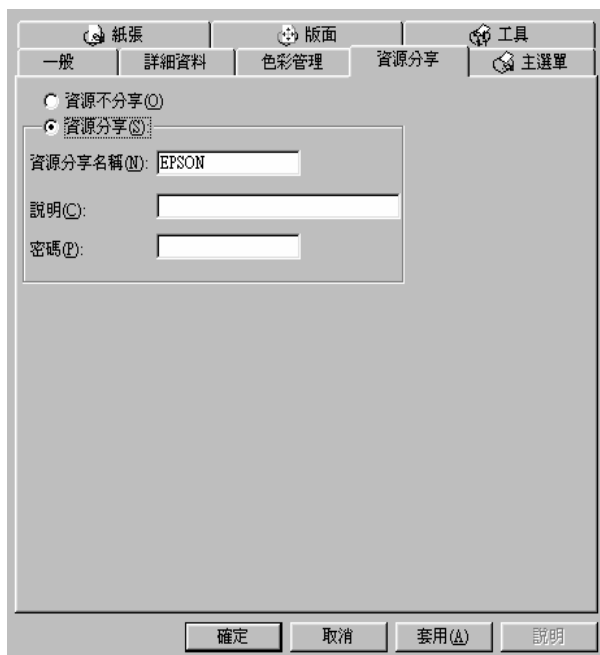 紙張 版面 工具
一般 詳細資料 色彩管理 資源分享 主選單
資源不分享(O)
資源分享(S):
資源分享名稱(N): EPSON
說明(C):
密碼(P):
確定 取消 套用(A) 說明